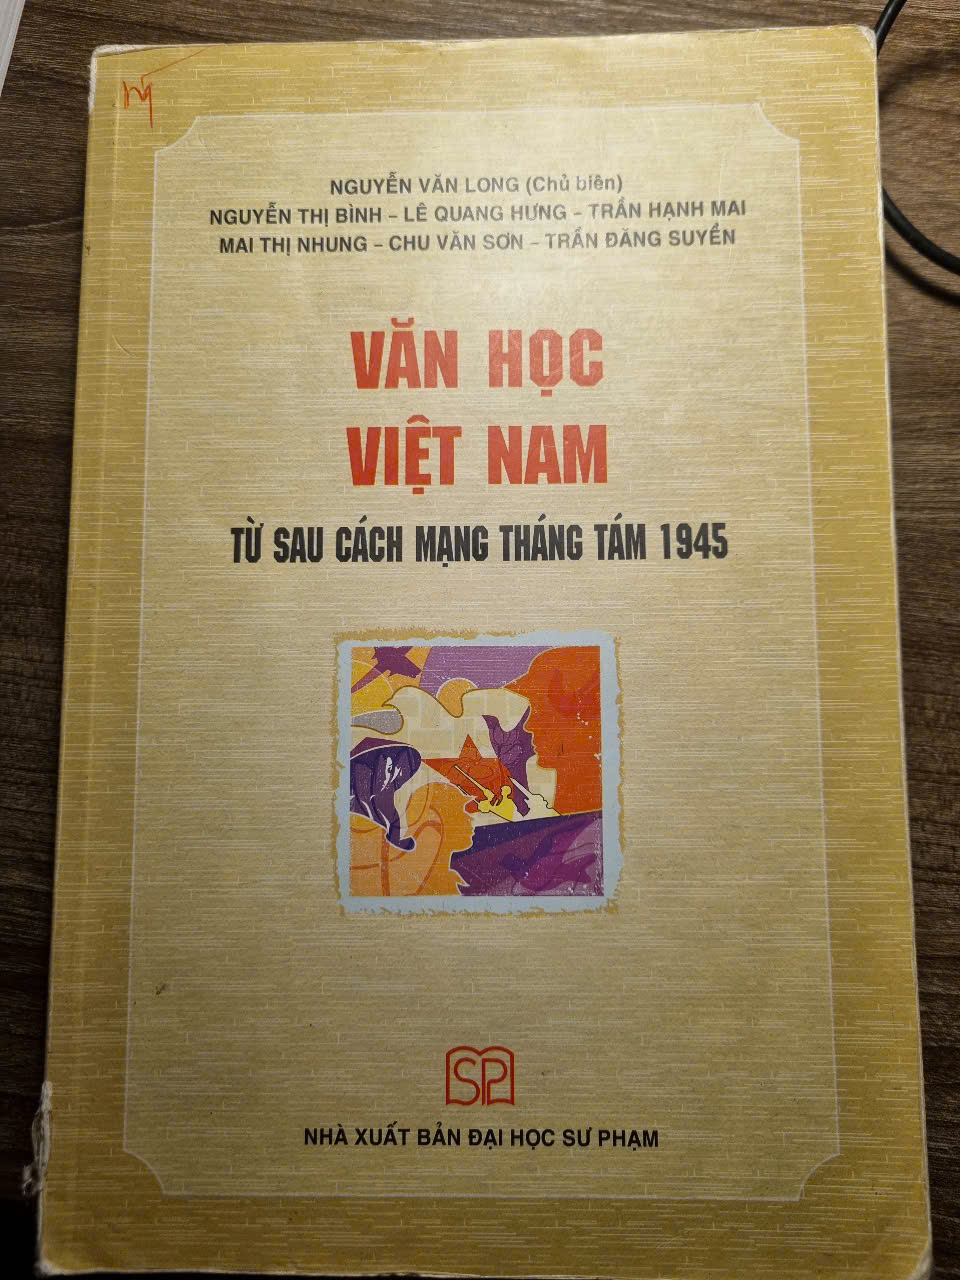 NGUYỄN VĂN LONG (Chủ biên)
NGUYỄN THỊ BÌNH – LÊ QUANG HƯNG – TRẦN HẠNH MAI
MAI THỊ NHUNG – CHU VĂN SƠN – TRẦN ĐĂNG SUYỀN
VĂN HỌC
VIỆT NAM
TỪ SAU CÁCH MẠNG THÁNG TÁM 1945
SP
NHÀ XUẤT BẢN ĐẠI HỌC SƯ PHẠM